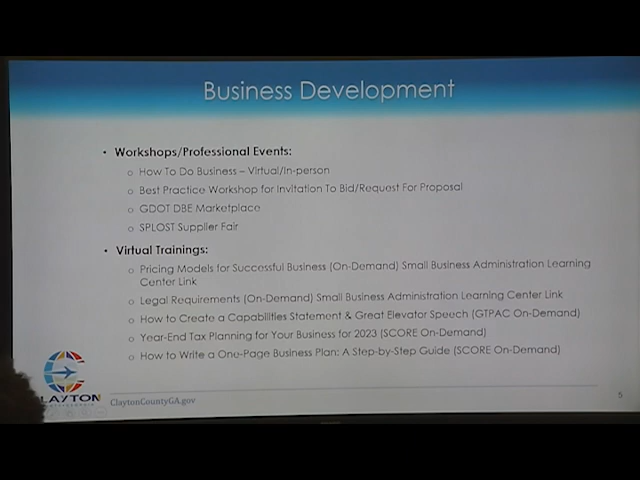 Business Development
• Workshops/Professional Events:
o How To Do Business – Virtual/In-person
o Best Practice Workshop for Invitation To Bid/Request For Proposal
o GDOT DBE Marketplace
o SPLOST Supplier Fair
• Virtual Trainings:
o Pricing Models for Successful Business (On-Demand) Small Business Administration Learning
Center Link
o Legal Requirements (On-Demand) Small Business Administration Learning Center Link
o How to Create a Capabilities Statement & Great Elevator Speech (GTPAC On-Demand)
o Year-End Tax Planning for Your Business for 2023 (SCORE On-Demand)
o How to Write a One-Page Business Plan: A Step-by-Step Guide (SCORE On-Demand)
LAYTON
ClaytonCountyGA.gov
5